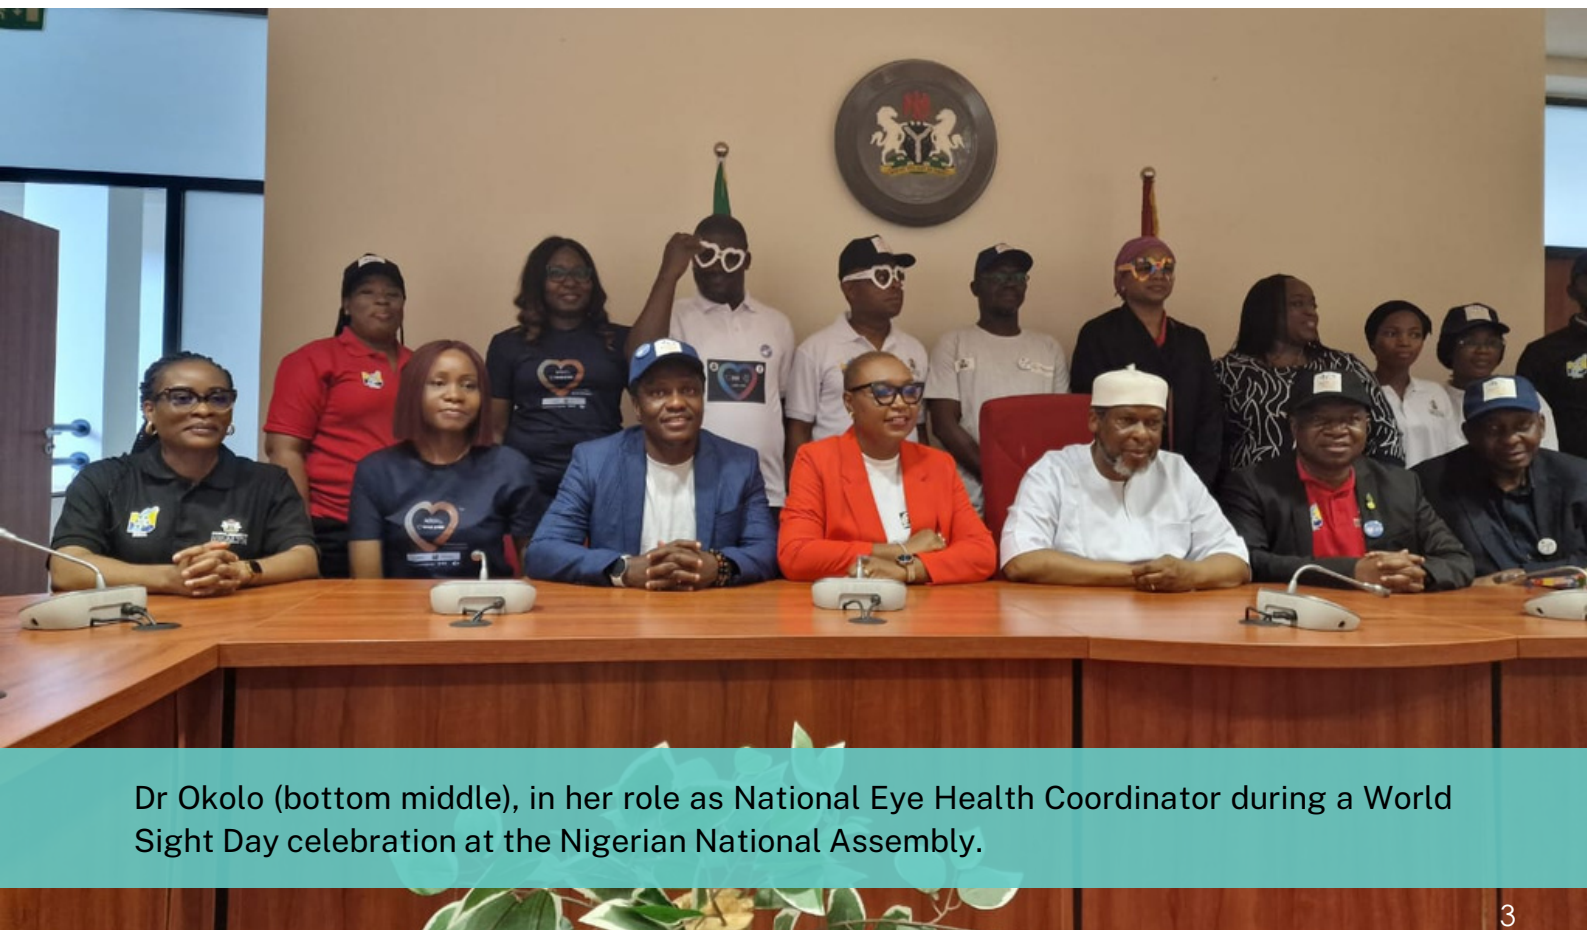 Dr Okolo (bottom middle), in her role as National Eye Health Coordinator during a World
Sight Day celebration at the Nigerian National Assembly.
3